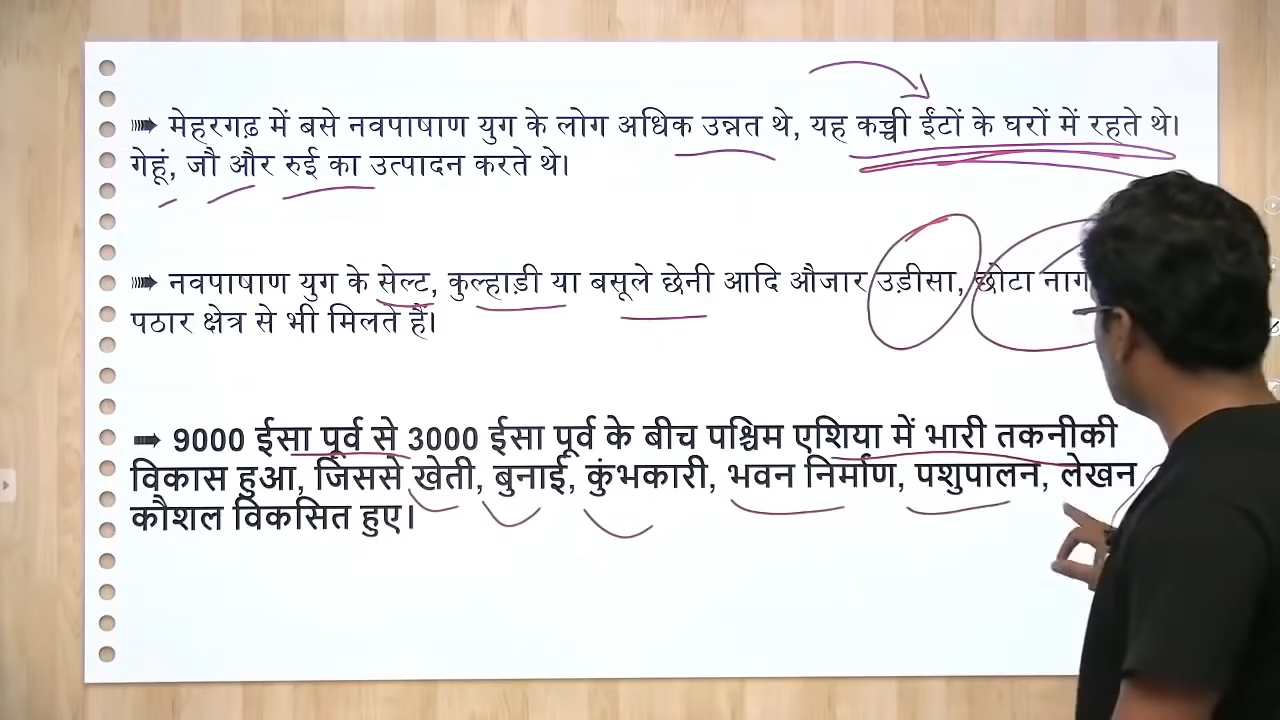 ➠ मेहरगढ़ में बसे नवपाषाण युग के लोग अधिक उन्नत थे, यह कच्ची ईंटों के घरों में रहते थे।
गेहूं, जौ और रुई का उत्पादन करते थे।
➠ नवपाषाण युग के सेल्ट, कुल्हाड़ी या बसूले छेनी आदि औजार उड़ीसा, छोटा नाग
पठार क्षेत्र से भी मिलते हैं।
➠ 9000 ईसा पूर्व से 3000 ईसा पूर्व के बीच पश्चिम एशिया में भारी तकनीकी
विकास हुआ, जिससे खेती, बुनाई, कुंभकारी, भवन निर्माण, पशुपालन, लेखन
कौशल विकसित हुए।